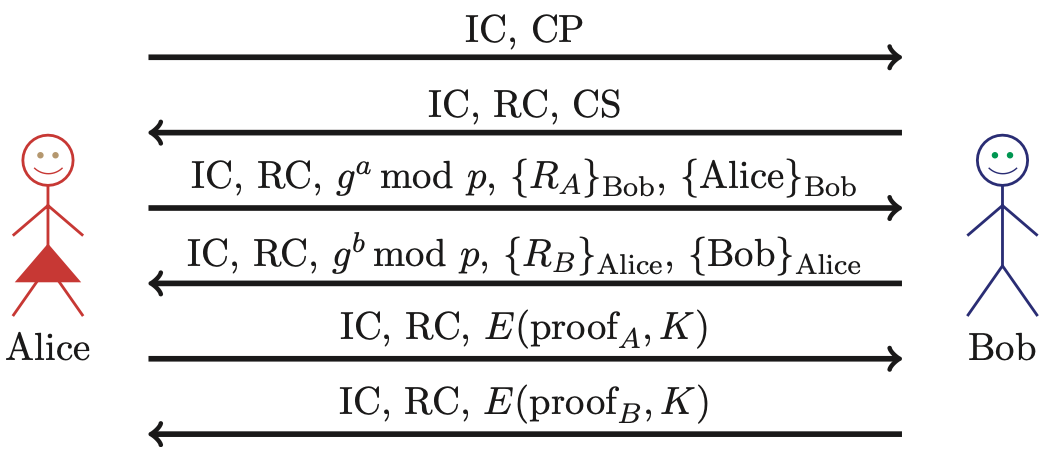 IC, CP
IC, RC, CS
IC, RC, g^a mod p, {R_A}_Bob, {Alice}_Bob
IC, RC, g^b mod p, {R_B}_Alice, {Bob}_Alice
IC, RC, E(proof_A, K)
Alice
Bob
IC, RC, E(proof_B, K)